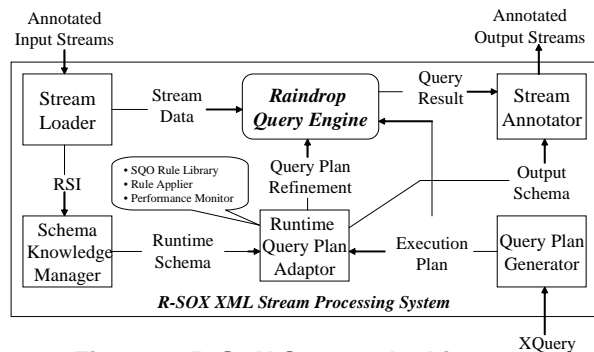 Annotated
Input Streams
Annotated
Output Streams
Stream
Loader
Stream
Data
Raindrop
Query Engine
Query
Result
Stream
Annotator
• SQO Rule Library
• Rule Applier
• Performance Monitor
Query Plan
Refinement
RSI
Output
Schema
Schema
Knowledge
Manager
Runtime
Schema
Runtime
Query Plan
Adaptor
Execution
Plan
Query Plan
Generator
R-SOX XML Stream Processing System
XQuery